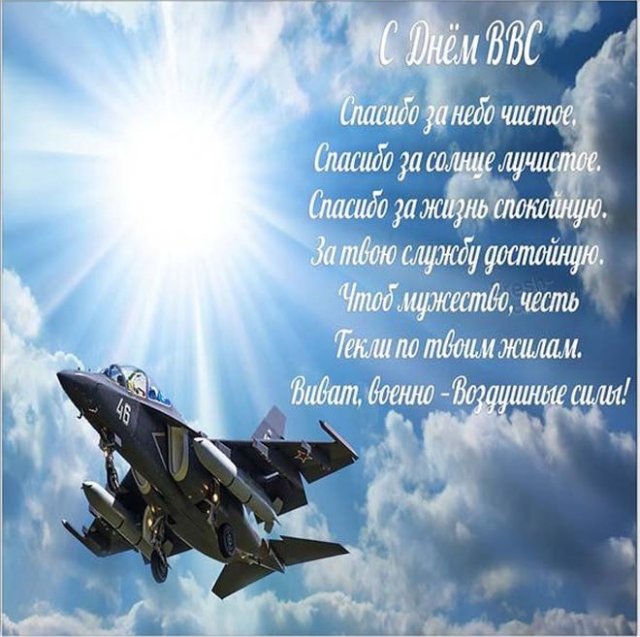 С Днём ВВС
Спасибо за небо чистое,
Спасибо за солнце лучистое.
Спасибо за жизнь спокойную.
За твою службу достойную.
Чтоб мужество, честь
Текли по твоим жилам.
Виват, военно –Воздушные силы!
46